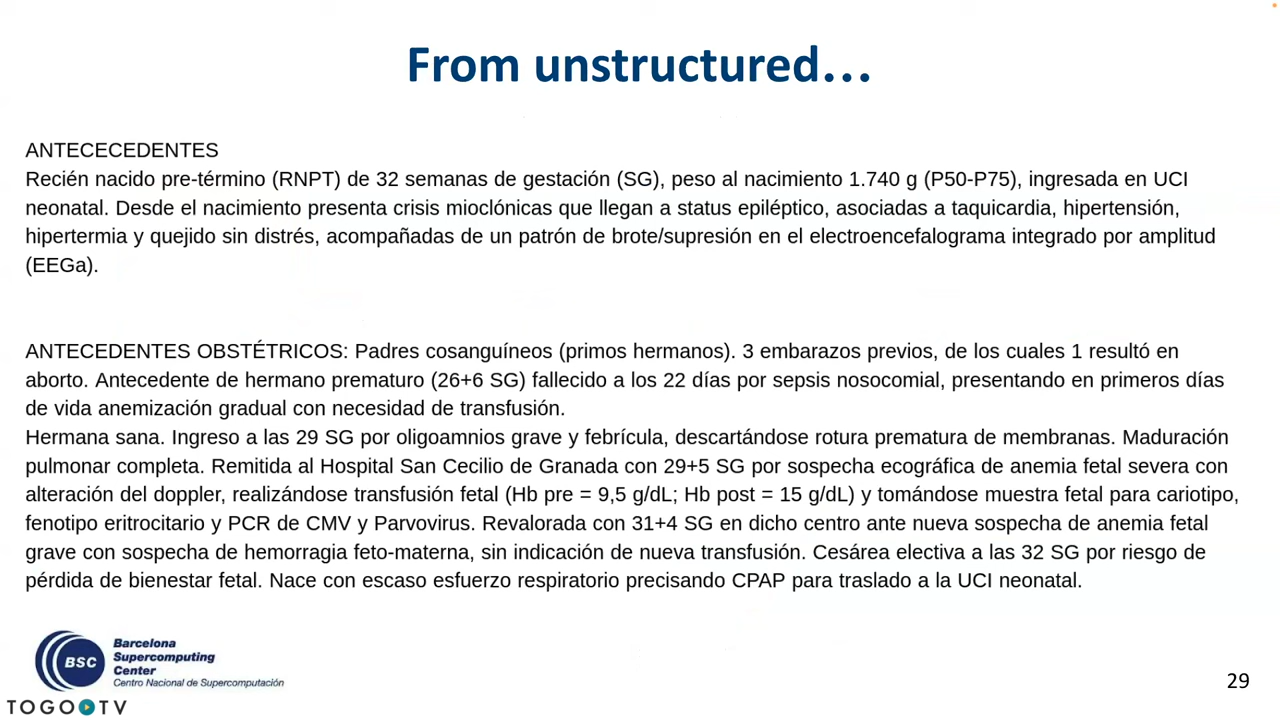 From unstructured…
ANTECECEDENTES
Recién nacido pre-término (RNPT) de 32 semanas de gestación (SG), peso al nacimiento 1.740 g (P50-P75), ingresada en UCI
neonatal. Desde el nacimiento presenta crisis mioclónicas que llegan a status epiléptico, asociadas a taquicardia, hipertensión,
hipertermia y quejido sin distrés, acompañadas de un patrón de brote/supresión en el electroencefalograma integrado por amplitud
(EEGa).
ANTECEDENTES OBSTÉTRICOS: Padres cosanguíneos (primos hermanos). 3 embarazos previos, de los cuales 1 resultó en
aborto. Antecedente de hermano prematuro (26+6 SG) fallecido a los 22 días por sepsis nosocomial, presentando en primeros días
de vida anemización gradual con necesidad de transfusión.
Hermana sana. Ingreso a las 29 SG por oligoamnios grave y febrícula, descartándose rotura prematura de membranas. Maduración
pulmonar completa. Remitida al Hospital San Cecilio de Granada con 29+5 SG por sospecha ecográfica de anemia fetal severa con
alteración del doppler, realizándose transfusión fetal (Hb pre = 9,5 g/dL; Hb post = 15 g/dL) y tomándose muestra fetal para cariotipo,
fenotipo eritrocitario y PCR de CMV y Parvovirus. Revalorada con 31+4 SG en dicho centro ante nueva sospecha de anemia fetal
grave con sospecha de hemorragia feto-materna, sin indicación de nueva transfusión. Cesárea electiva a las 32 SG por riesgo de
pérdida de bienestar fetal. Nace con escaso esfuerzo respiratorio precisando CPAP para traslado a la UCI neonatal.
BSC
Barcelona
Supercomputing
Center
Centro Nacional de Supercomputación
29
TOGO TV